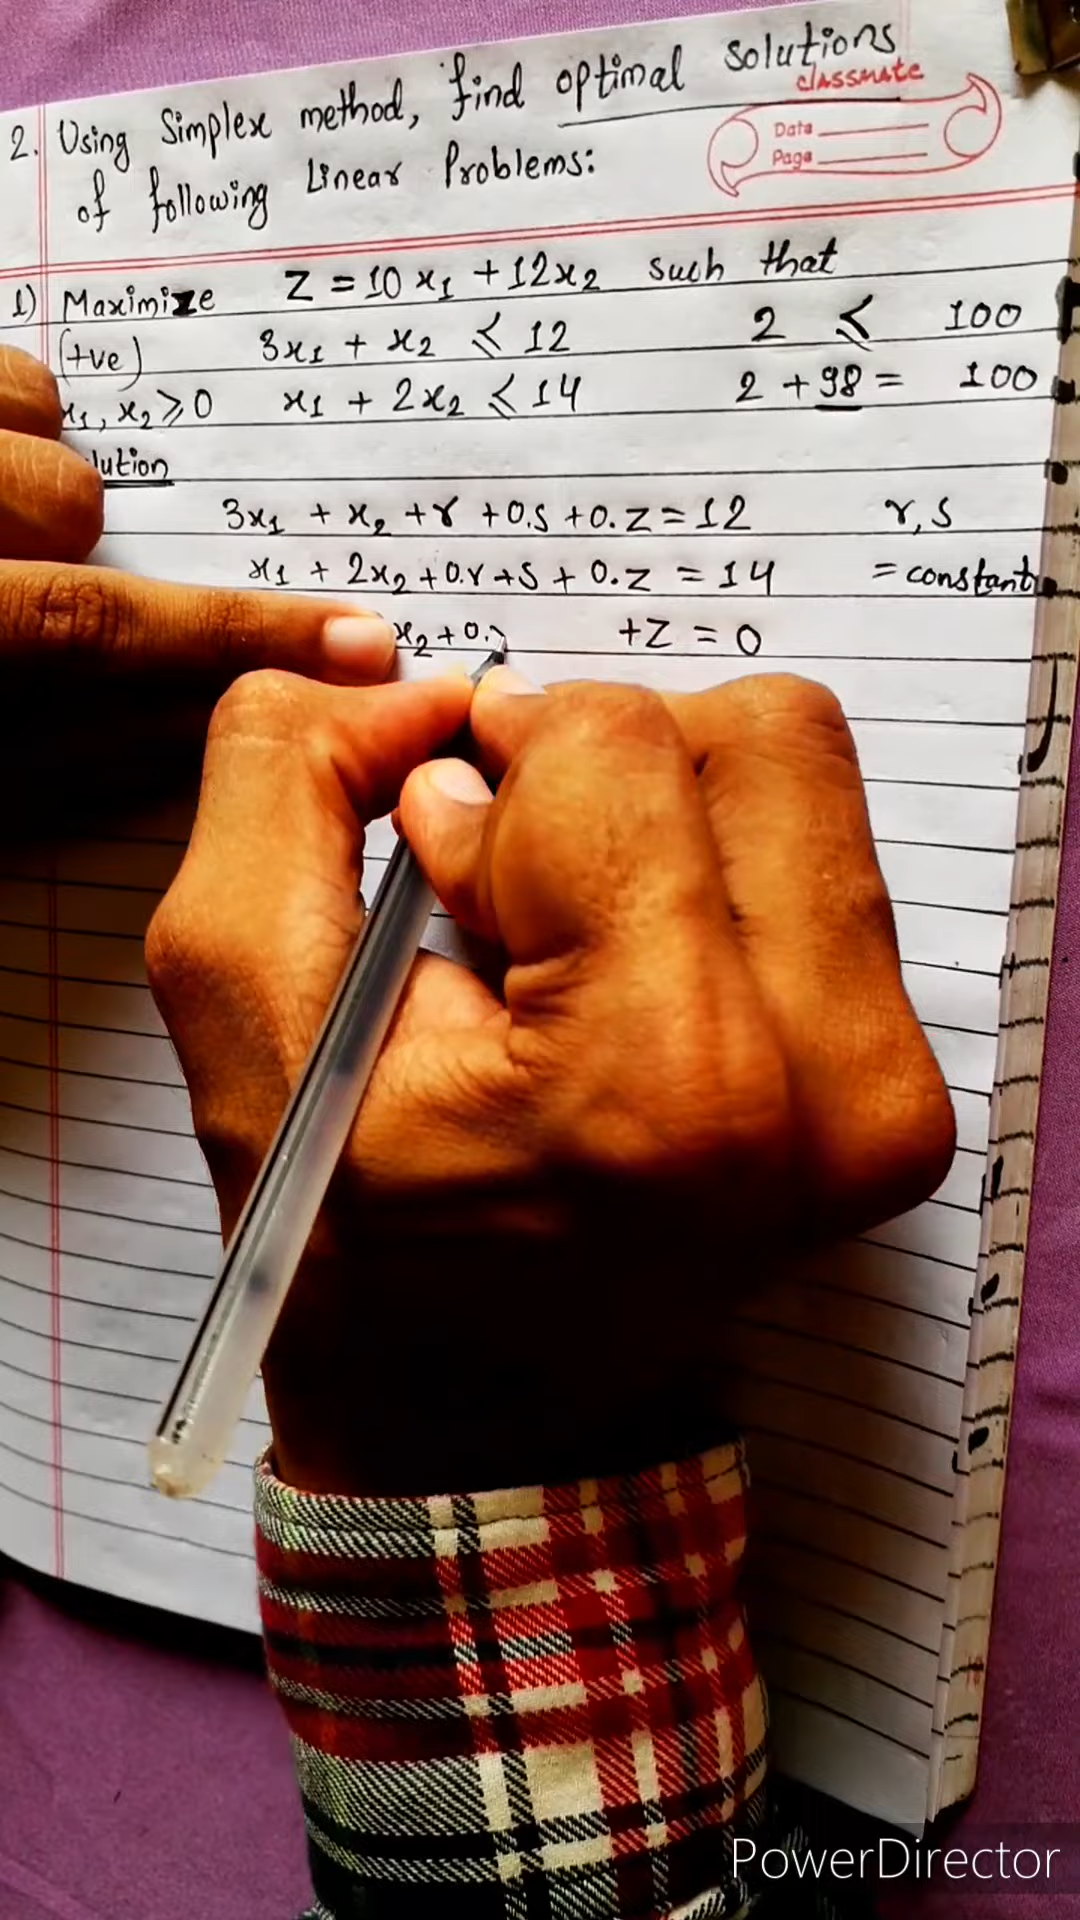 2. Using Simplex method, find optimal solutions
of following Linear Problems:
classmate
Date
Page
1) Maximize Z = 10x₁ + 12x₂ such that
(+ve) 3x₁ + x₂ ≤ 12 2 ≤ 100
x₁, x₂ ≥ 0 x₁ + 2x₂ ≤ 14 2 + 98 = 100
lution
3x₁ + x₂ + r + 0.s + 0.z = 12 r, s
x₁ + 2x₂ + 0.r + s + 0.z = 14 = constant
x₂ + 0. + z = 0
PowerDirector